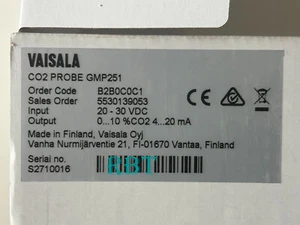 VAISALA
CO2 PROBE GMP251
Order Code B2B0C0C1
Sales Order 5530139053
Input 20 - 30 VDC
Output 0...10 %CO2 4...20 mA
Made in Finland, Vaisala Oyj
Vanha Nurmijärventie 21, FI-01670 Vantaa, Finland
Serial no.
S2710016
RBT